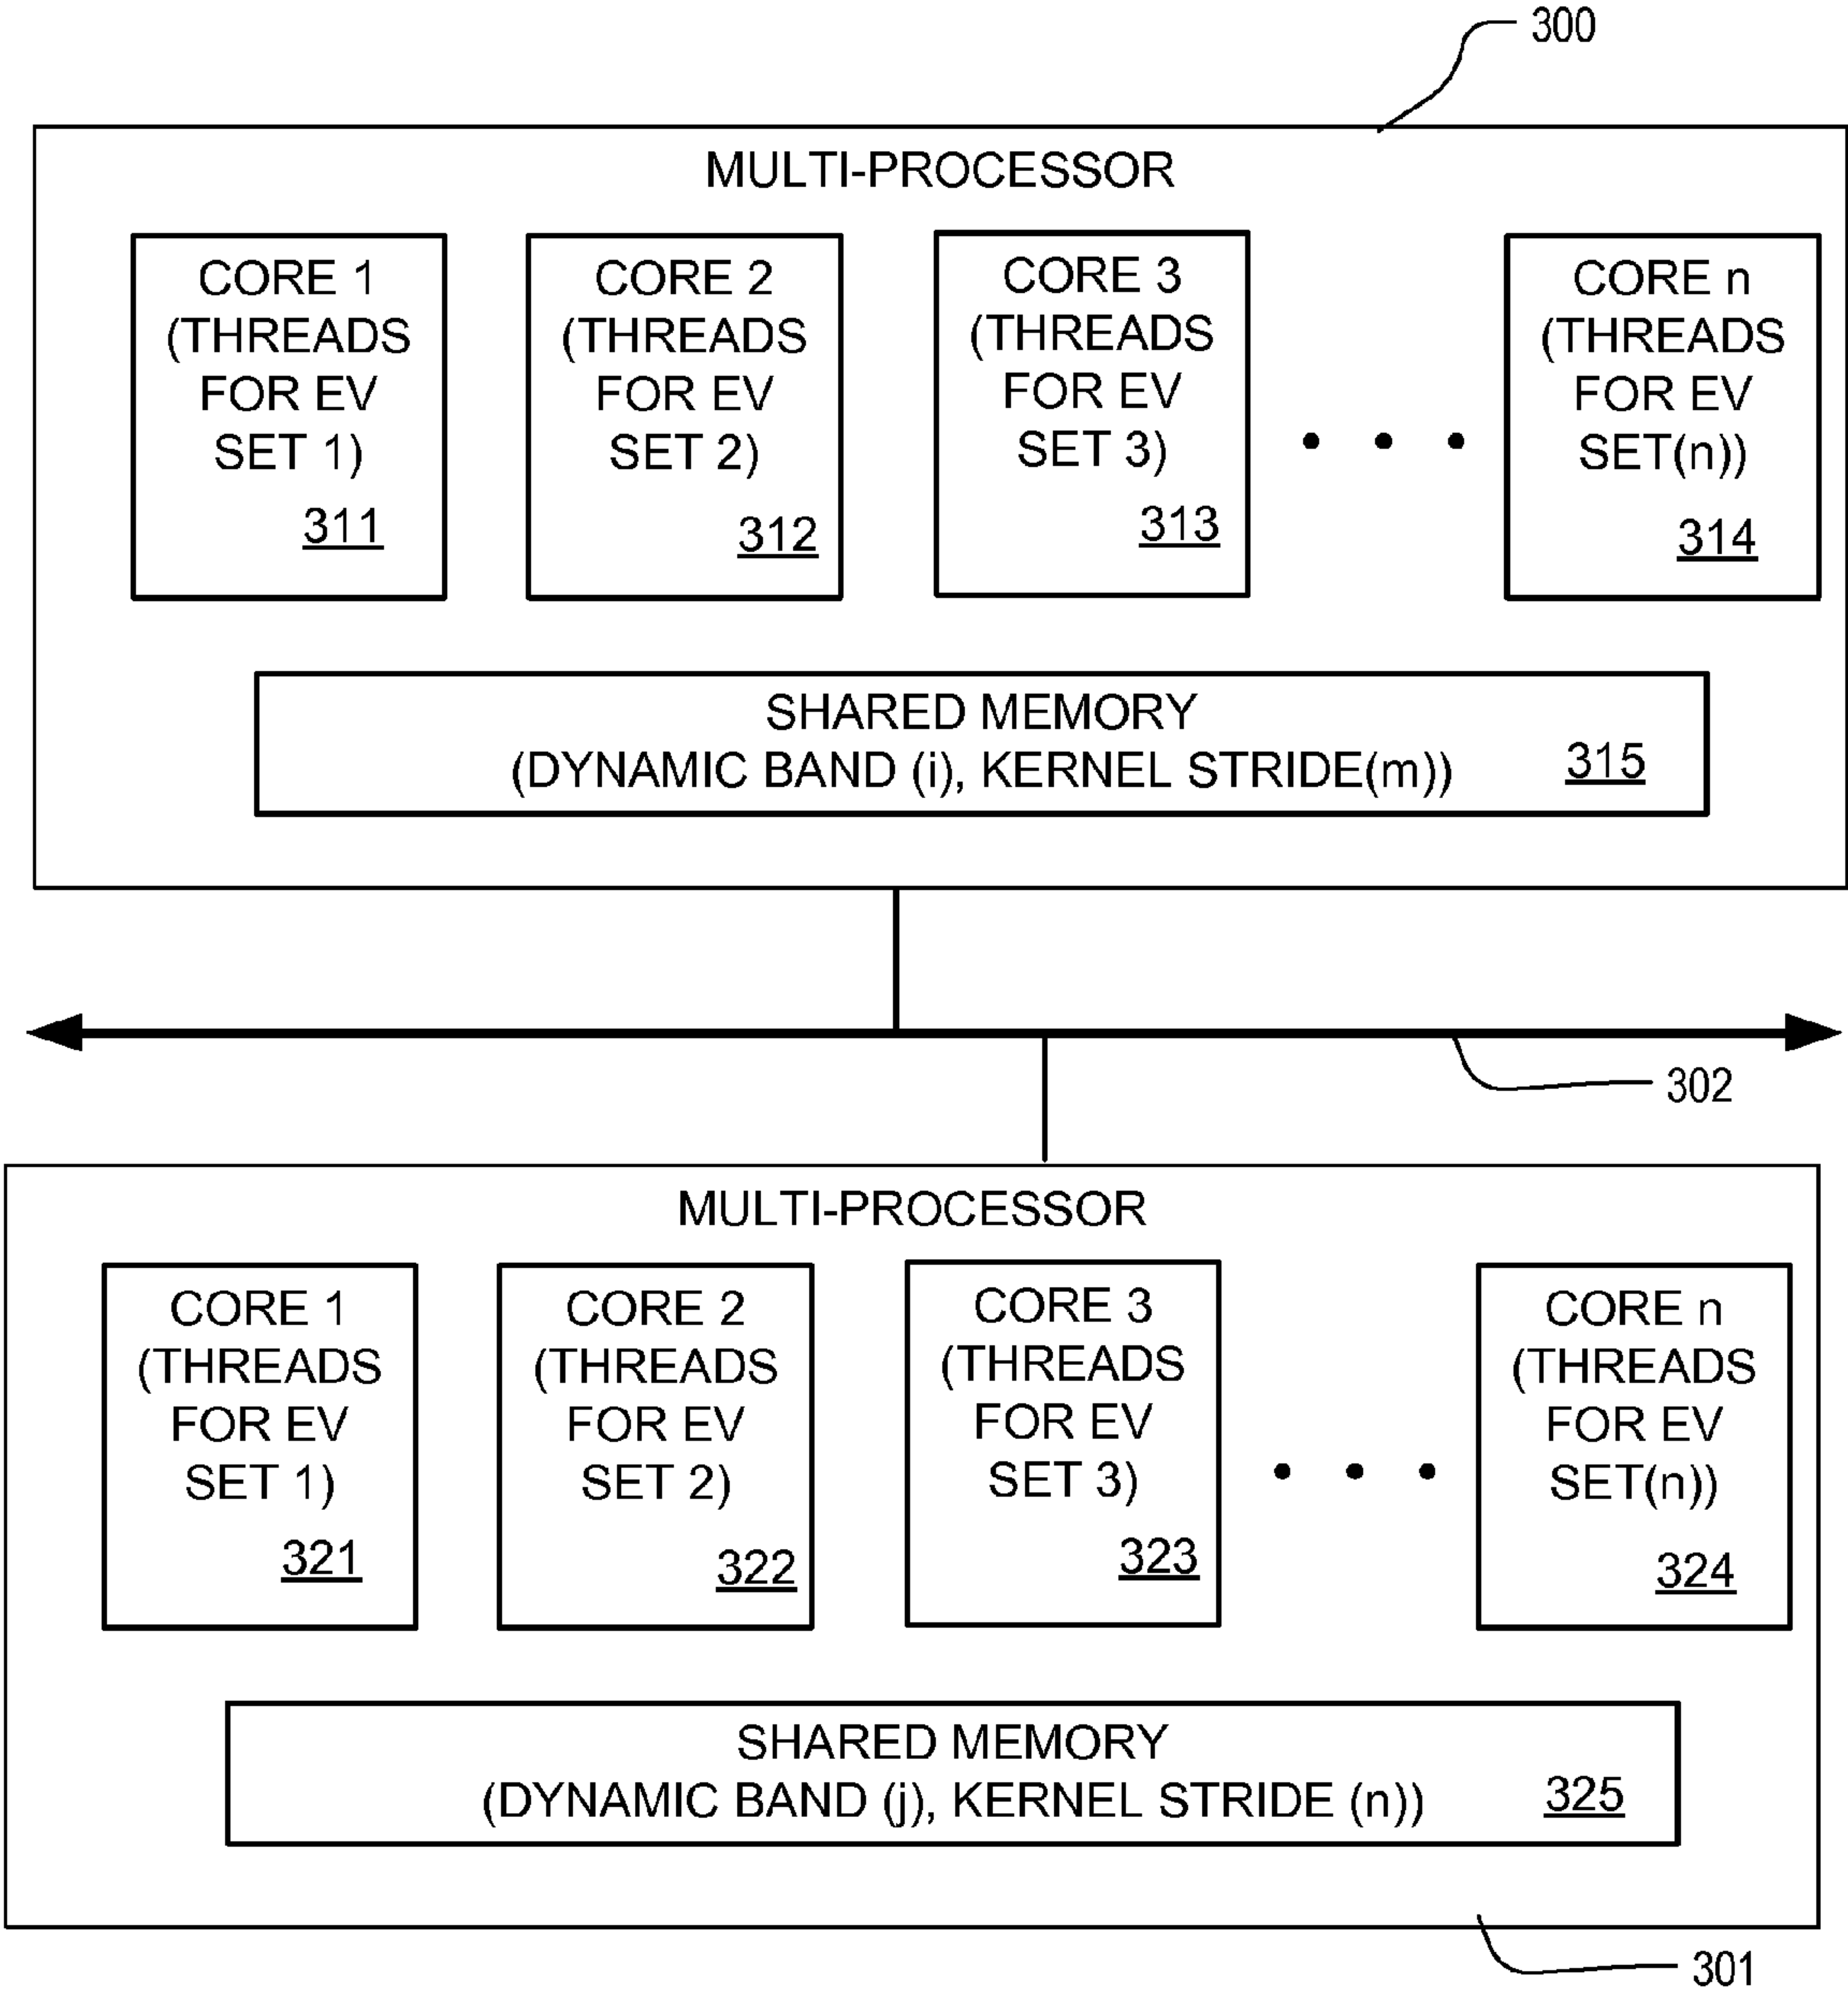 300
MULTI-PROCESSOR
CORE 1
(THREADS
FOR EV
SET 1)
311
CORE 2
(THREADS
FOR EV
SET 2)
312
CORE 3
(THREADS
FOR EV
SET 3)
313
CORE n
(THREADS
FOR EV
SET(n))
314
SHARED MEMORY
(DYNAMIC BAND (i), KERNEL STRIDE(m))
315
302
MULTI-PROCESSOR
CORE 1
(THREADS
FOR EV
SET 1)
321
CORE 2
(THREADS
FOR EV
SET 2)
322
CORE 3
(THREADS
FOR EV
SET 3)
323
CORE n
(THREADS
FOR EV
SET(n))
324
SHARED MEMORY
(DYNAMIC BAND (j), KERNEL STRIDE (n))
325
301